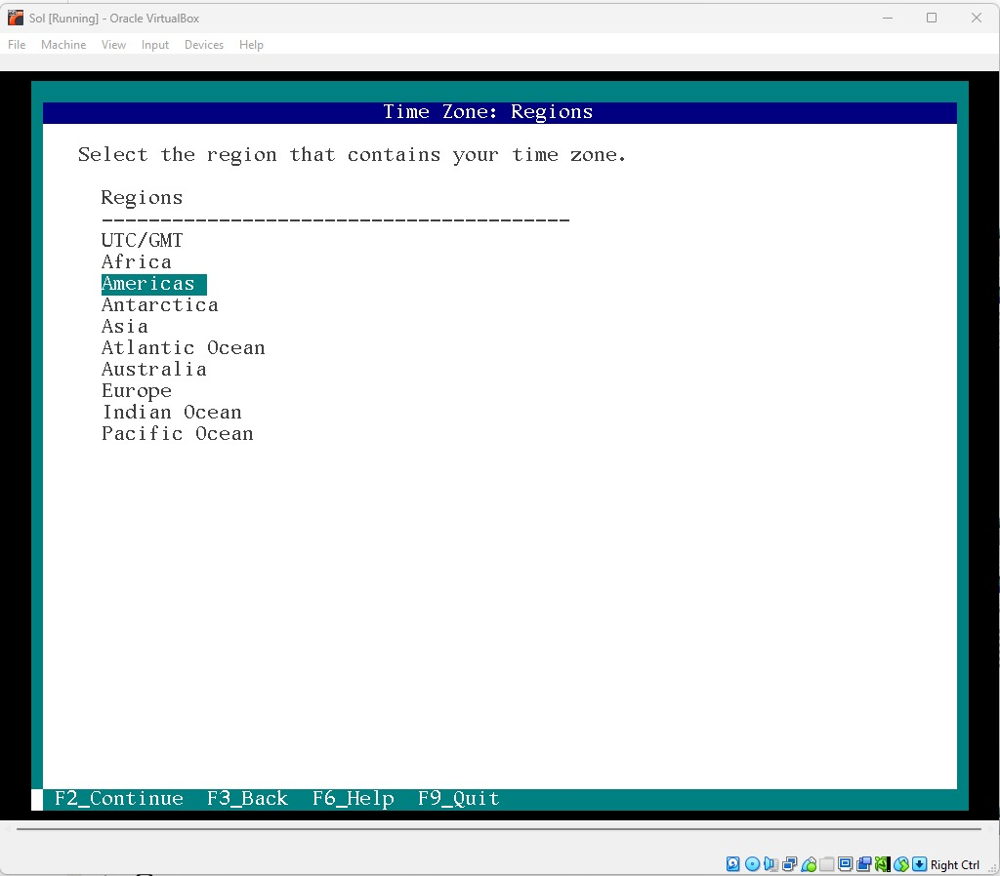 Sol [Running] - Oracle VirtualBox
File Machine View Input Devices Help
Time Zone: Regions
Select the region that contains your time zone.
Regions
----------------------------------------
UTC/GMT
Africa
Americas
Antarctica
Asia
Atlantic Ocean
Australia
Europe
Indian Ocean
Pacific Ocean
F2_Continue F3_Back F6_Help F9_Quit
Right Ctrl